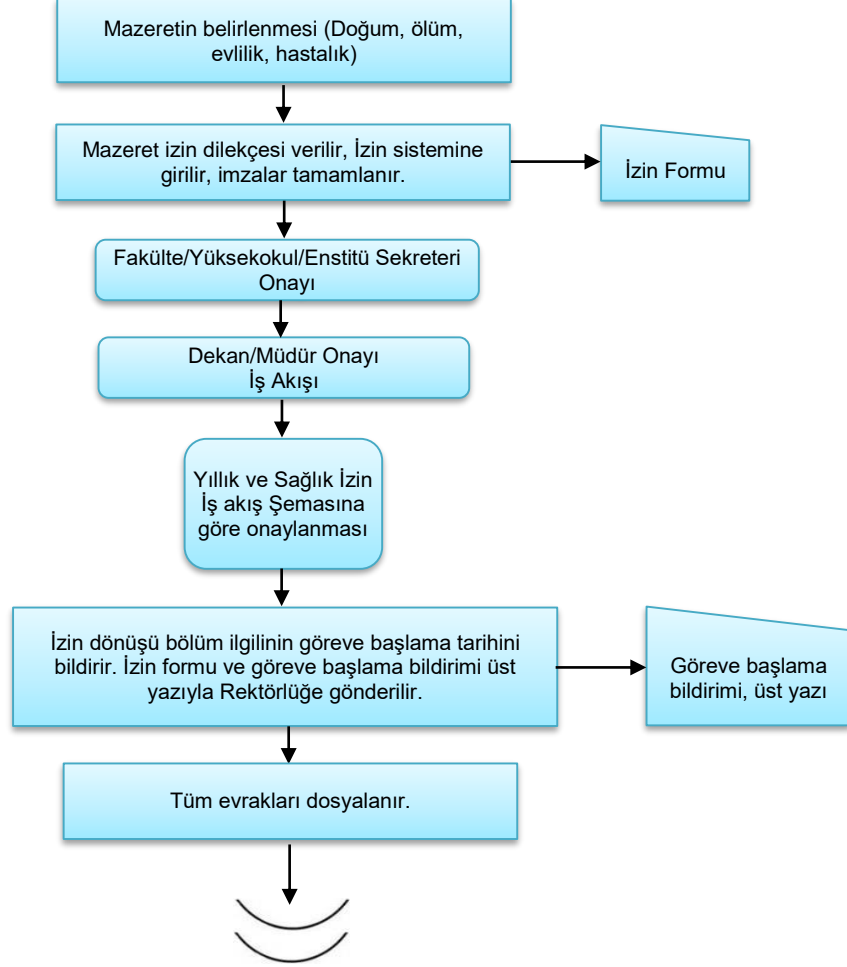 Mazeretin belirlenmesi (Doğum, ölüm,
evlilik, hastalık)
Mazeret izin dilekçesi verilir, İzin sistemine
girilir, imzalar tamamlanır.
İzin Formu
Fakülte/Yüksekokul/Enstitü Sekreteri
Onayı
Dekan/Müdür Onayı
İş Akışı
Yıllık ve Sağlık İzin
İş akış Şemasına
göre onaylanması
İzin dönüşü bölüm ilgilinin göreve başlama tarihini
bildirir. İzin formu ve göreve başlama bildirimi üst
yazıyla Rektörlüğe gönderilir.
Göreve başlama
bildirimi, üst yazı
Tüm evrakları dosyalanır.